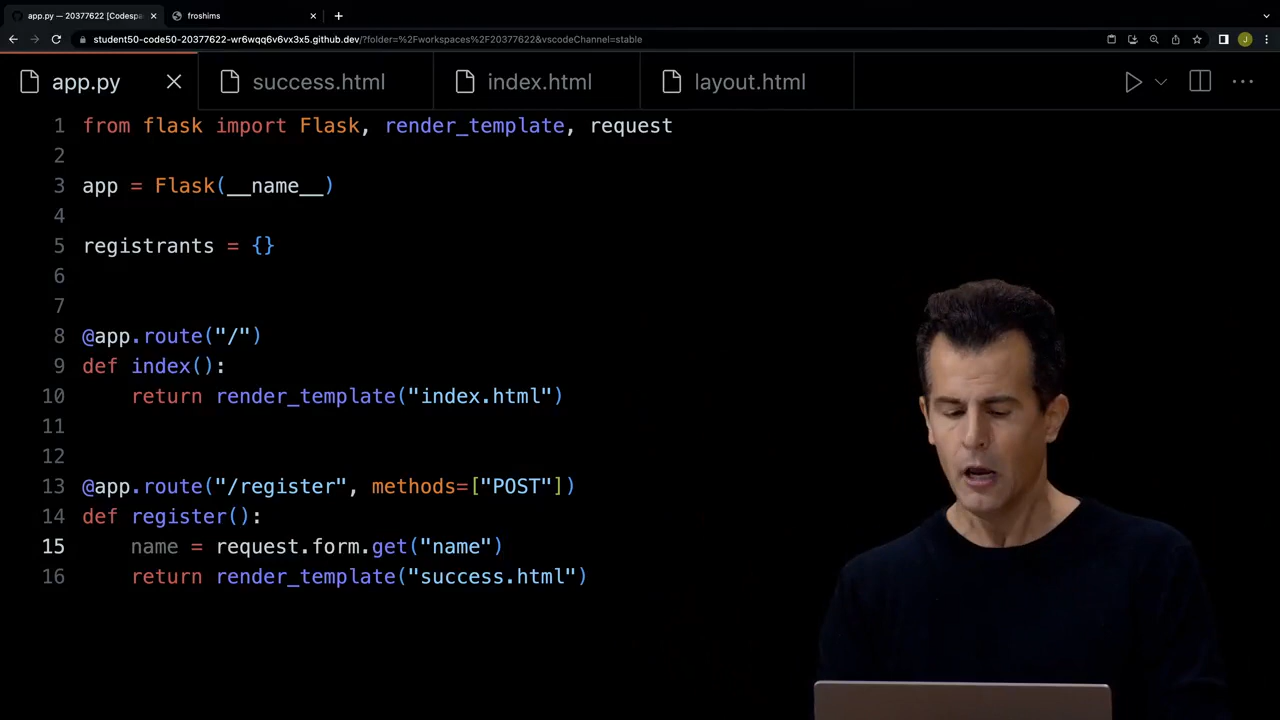 app.py — 20377622 [Codespa
froshims
student50-code50-20377622-wr6wqq6v6vx3x5.github.dev/?folder=%2Fworkspaces%2F20377622&vscodeChannel=stable
J
app.py success.html index.html layout.html
1 from flask import Flask, render_template, request
2
3 app = Flask(__name__)
4
5 registrants = {}
6
7
8 @app.route("/")
9 def index():
10     return render_template("index.html")
11
12
13 @app.route("/register", methods=["POST"])
14 def register():
15     name = request.form.get("name")
16     return render_template("success.html")